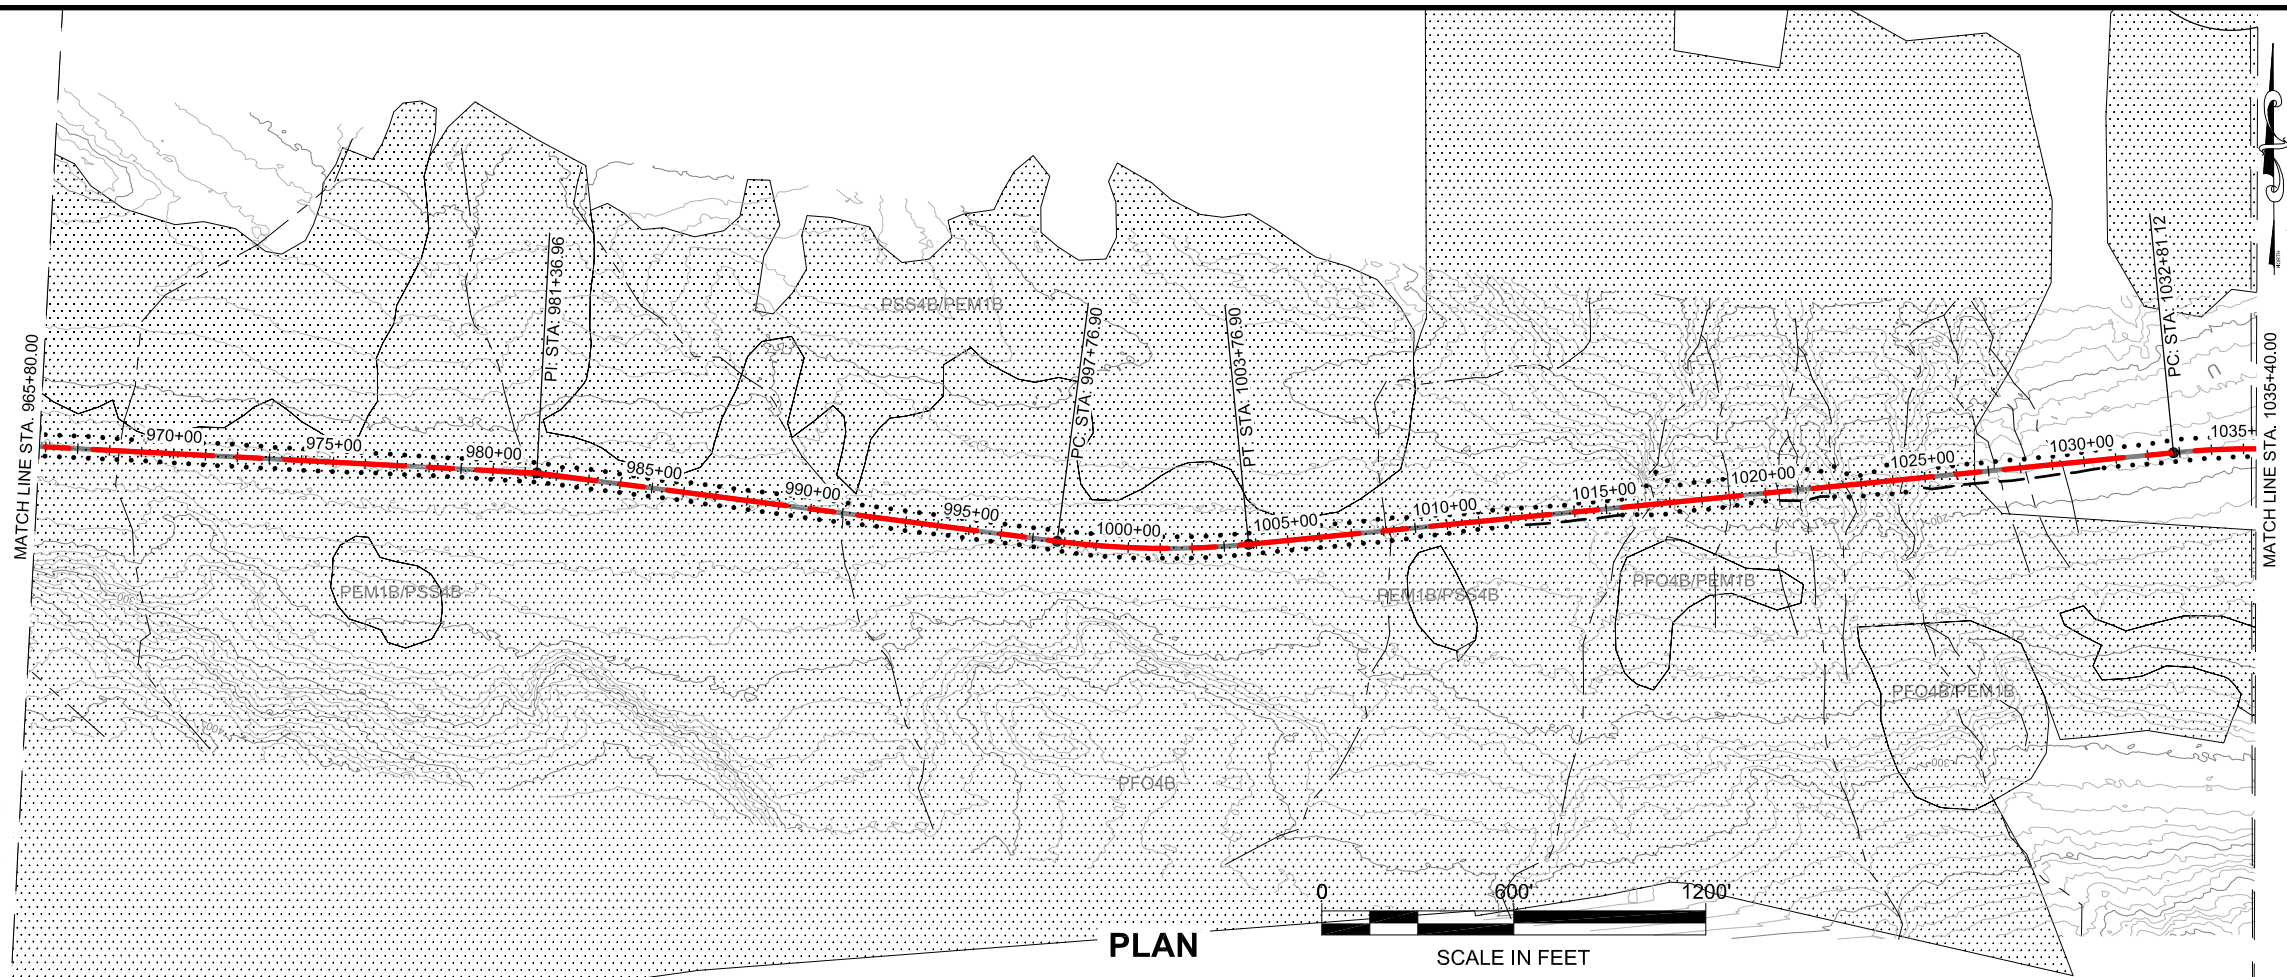 MATCH LINE STA. 965+80.00
970+00
975+00
980+00
PI: STA. 981+36.96
985+00
990+00
995+00
PC: STA. 997+76.90
1000+00
PT STA. 1003+76.90
1005+00
1010+00
1015+00
1020+00
1025+00
1030+00
PC: STA. 1032+81.12
1035+
MATCH LINE STA. 1035+40.00
NORTH
PSS4B/PEM1B
U
PEM1B/PSS4B
PEM1B/PSS4B
PFO4B/PEM1B
PFO4B/PEM1B
PFO4B
400
300
200
0
600'
1200'
SCALE IN FEET
PLAN